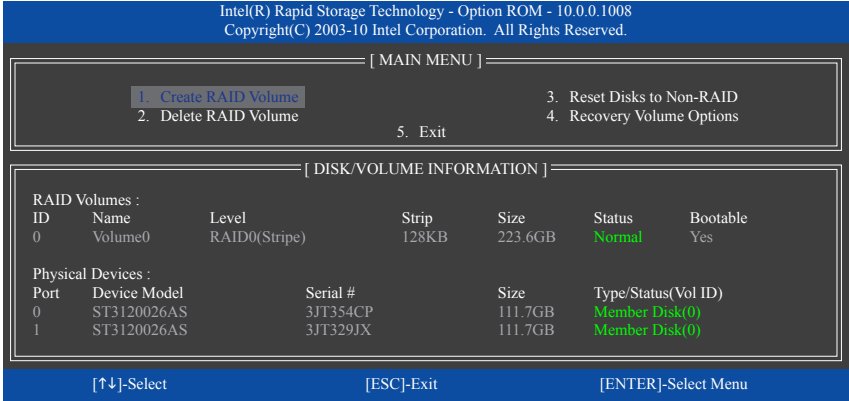 Intel(R) Rapid Storage Technology - Option ROM - 10.0.0.1008
Copyright(C) 2003-10 Intel Corporation. All Rights Reserved.
[ MAIN MENU ]
1. Create RAID Volume 3. Reset Disks to Non-RAID
2. Delete RAID Volume 4. Recovery Volume Options
5. Exit
[ DISK/VOLUME INFORMATION ]
RAID Volumes :
ID Name Level Strip Size Status Bootable
0 Volume0 RAID0(Stripe) 128KB 223.6GB Normal Yes
Physical Devices :
Port Device Model Serial # Size Type/Status(Vol ID)
0 ST3120026AS 3JT354CP 111.7GB Member Disk(0)
1 ST3120026AS 3JT329JX 111.7GB Member Disk(0)
[↑↓]-Select [ESC]-Exit [ENTER]-Select Menu